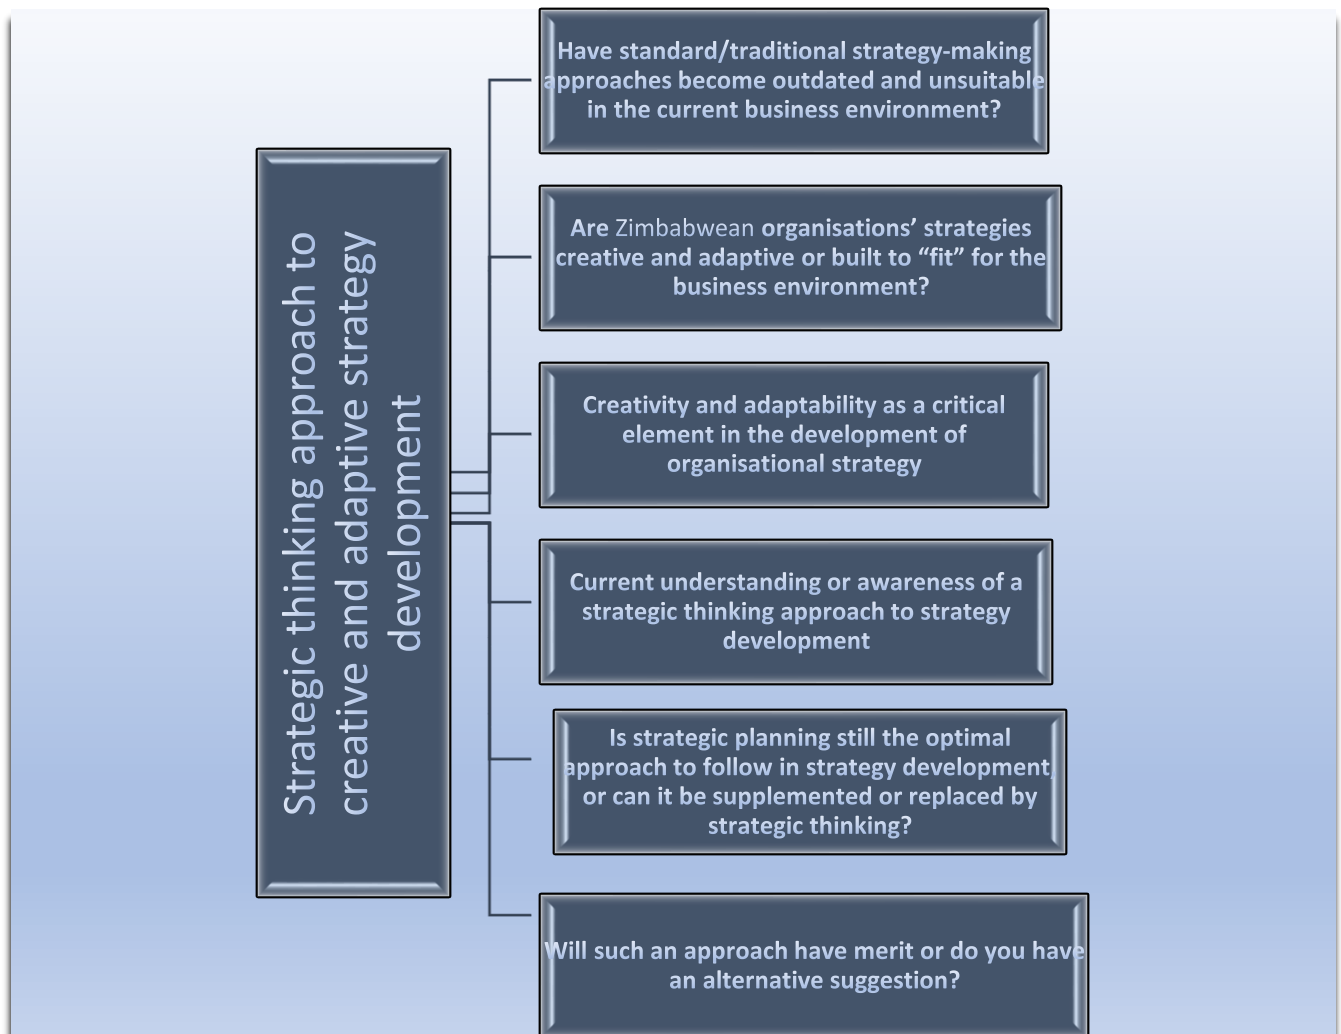 Strategic thinking approach to
creative and adaptive strategy
development
Have standard/traditional strategy-making
approaches become outdated and unsuitable
in the current business environment?
Are Zimbabwean organisations’ strategies
creative and adaptive or built to “fit” for the
business environment?
Creativity and adaptability as a critical
element in the development of
organisational strategy
Current understanding or awareness of a
strategic thinking approach to strategy
development
Is strategic planning still the optimal
approach to follow in strategy development,
or can it be supplemented or replaced by
strategic thinking?
Will such an approach have merit or do you have
an alternative suggestion?